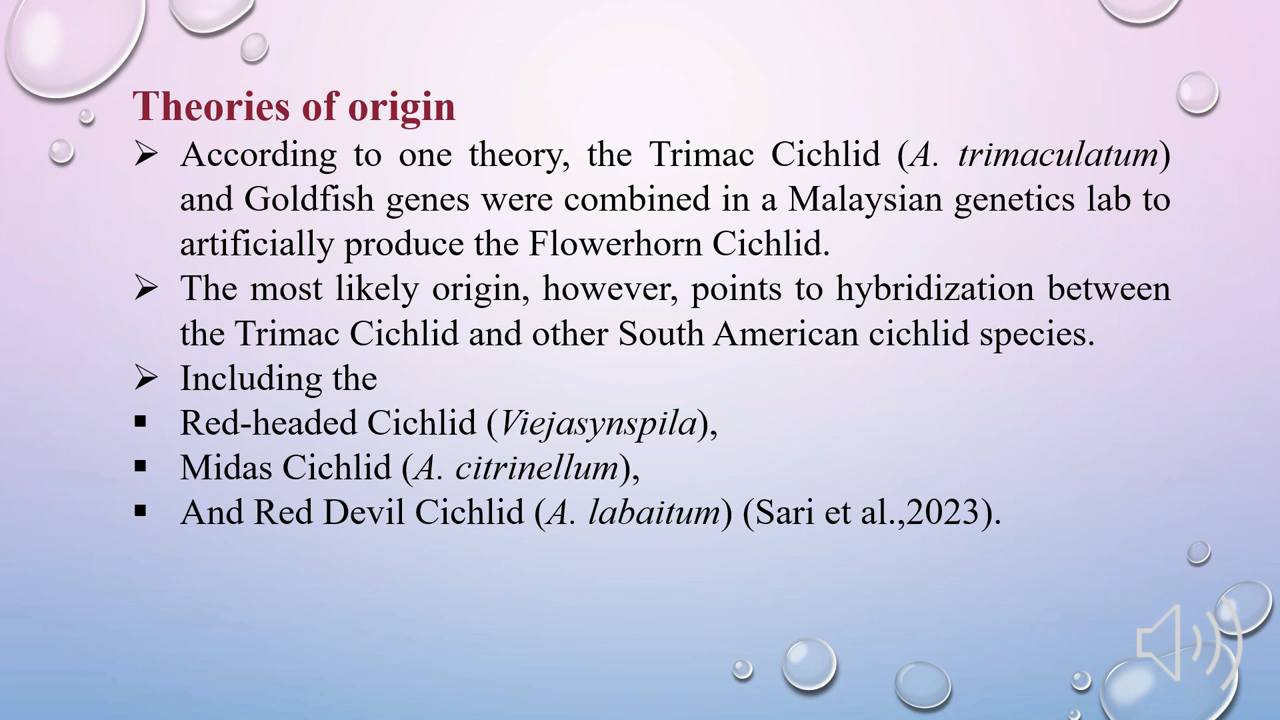 Theories of origin
➢ According to one theory, the Trimac Cichlid (A. trimaculatum)
and Goldfish genes were combined in a Malaysian genetics lab to
artificially produce the Flowerhorn Cichlid.
➢ The most likely origin, however, points to hybridization between
the Trimac Cichlid and other South American cichlid species.
➢ Including the
▪ Red-headed Cichlid (Viejasynspila),
▪ Midas Cichlid (A. citrinellum),
▪ And Red Devil Cichlid (A. labaitum) (Sari et al.,2023).